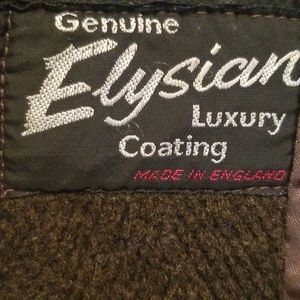 Genuine
Elysian
Luxury
Coating
MADE IN ENGLAND